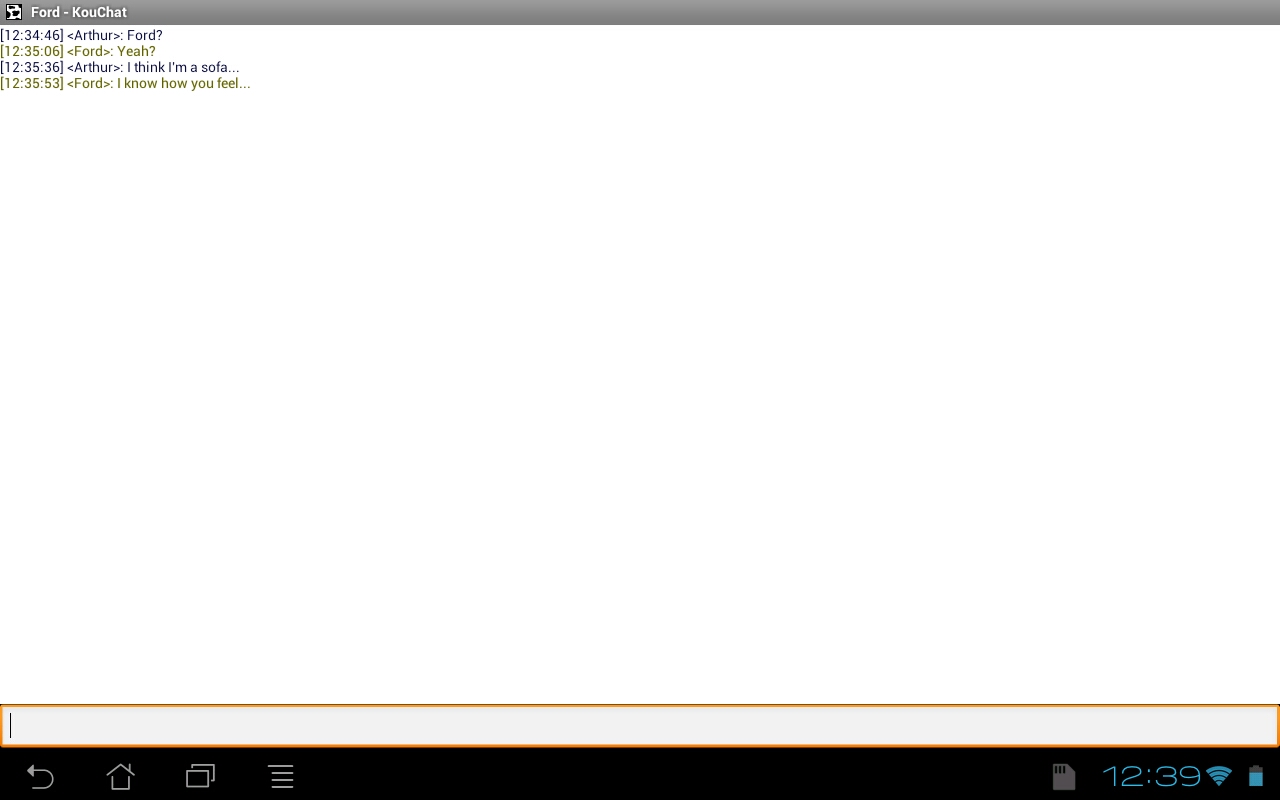 Ford - KouChat
[12:34:46] <Arthur>: Ford?
[12:35:06] <Ford>: Yeah?
[12:35:36] <Arthur>: I think I'm a sofa...
[12:35:53] <Ford>: I know how you feel...
12:39